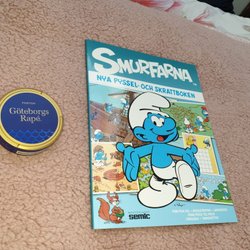 Göteborgs
Rapé.
SMURFARNA
NYA PYSSEL- OCH SKRATTBOKEN
semic